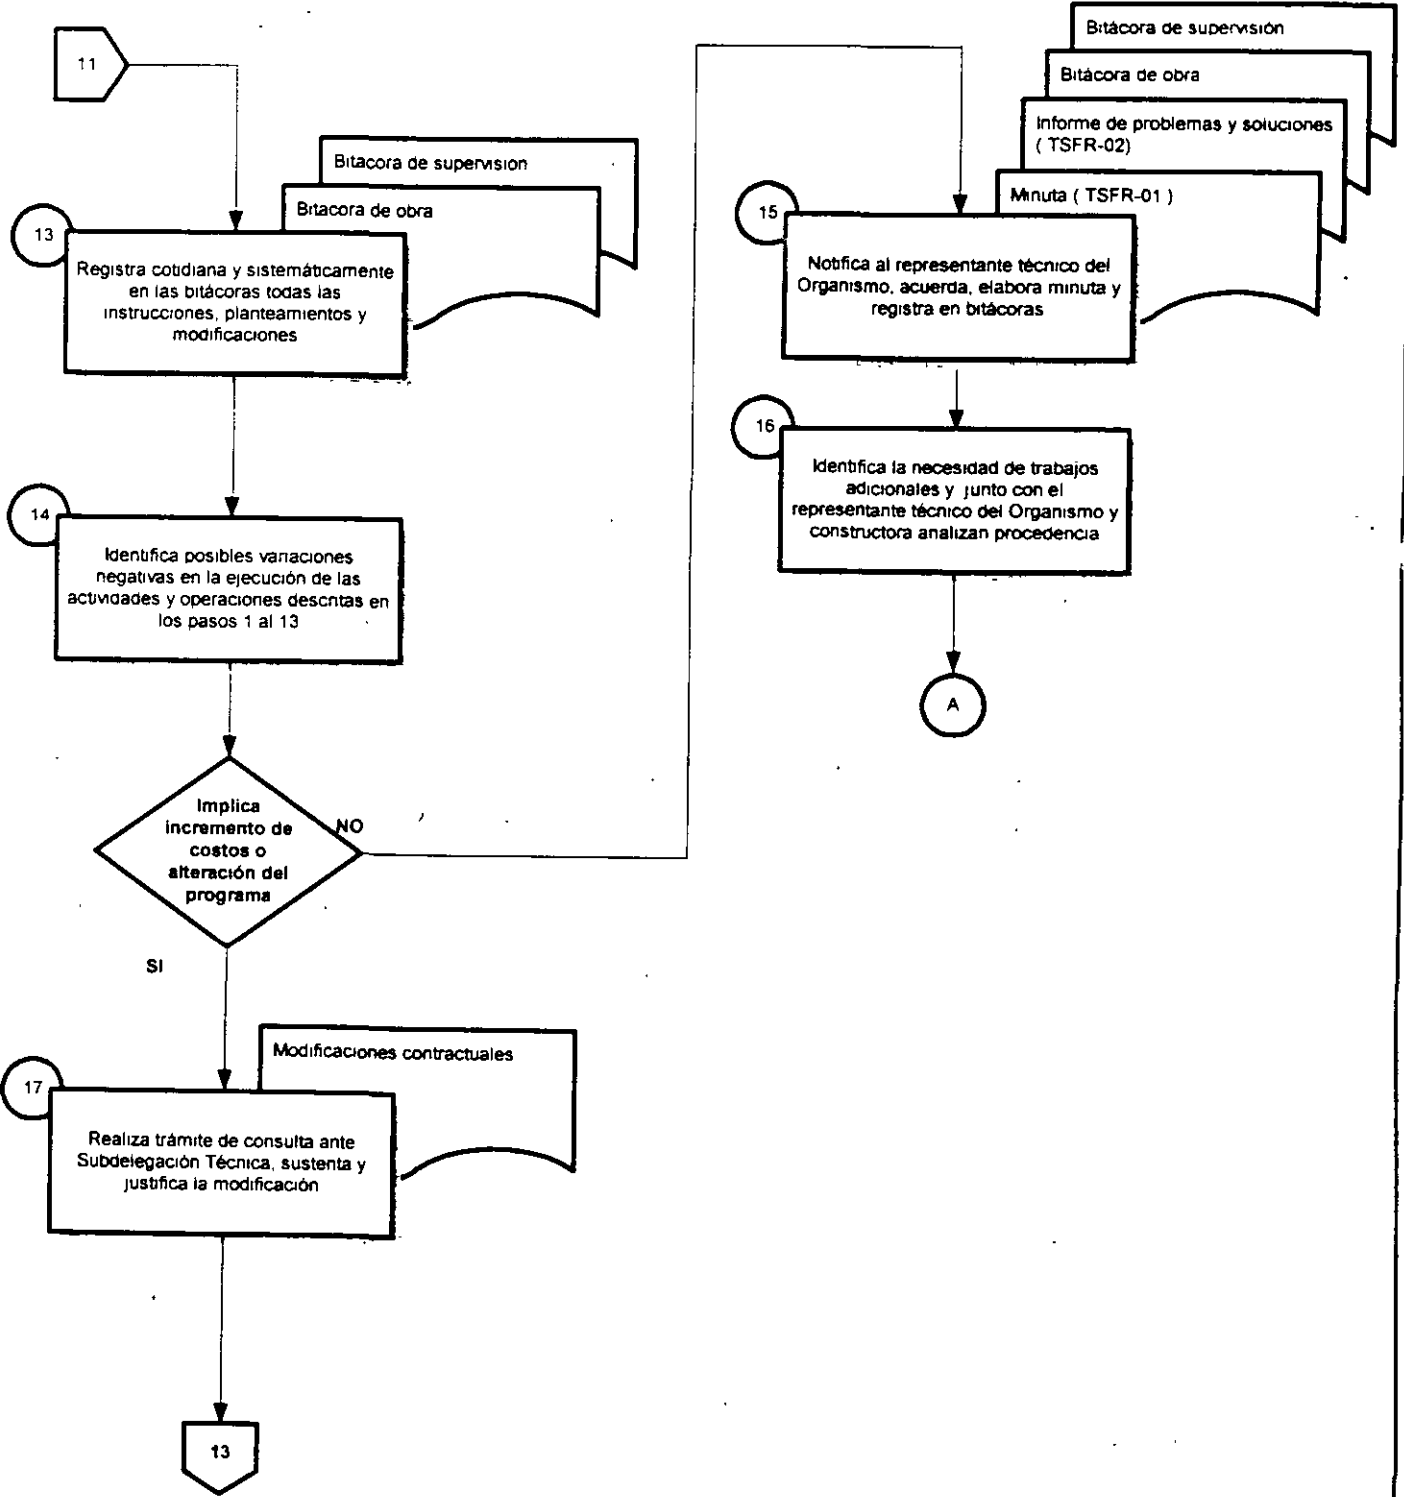 11
Bitacora de supervision
Bitacora de obra
13
Registra cotidiana y sistemáticamente
en las bitácoras todas las
instrucciones, planteamientos y
modificaciones
14
Identifica posibles variaciones
negativas en la ejecución de las
actividades y operaciones descritas en
los pasos 1 al 13
Implica
incremento de
costos o
alteración del
programa
NO
SI
Modificaciones contractuales
17
Realiza trámite de consulta ante
Subdelegación Técnica, sustenta y
justifica la modificación
13
Bitácora de supervisión
Bitácora de obra
Informe de problemas y soluciones
( TSFR-02)
Minuta ( TSFR-01 )
15
Notifica al representante técnico del
Organismo, acuerda, elabora minuta y
registra en bitácoras
16
Identifica la necesidad de trabajos
adicionales y junto con el
representante técnico del Organismo y
constructora analizan procedencia
A